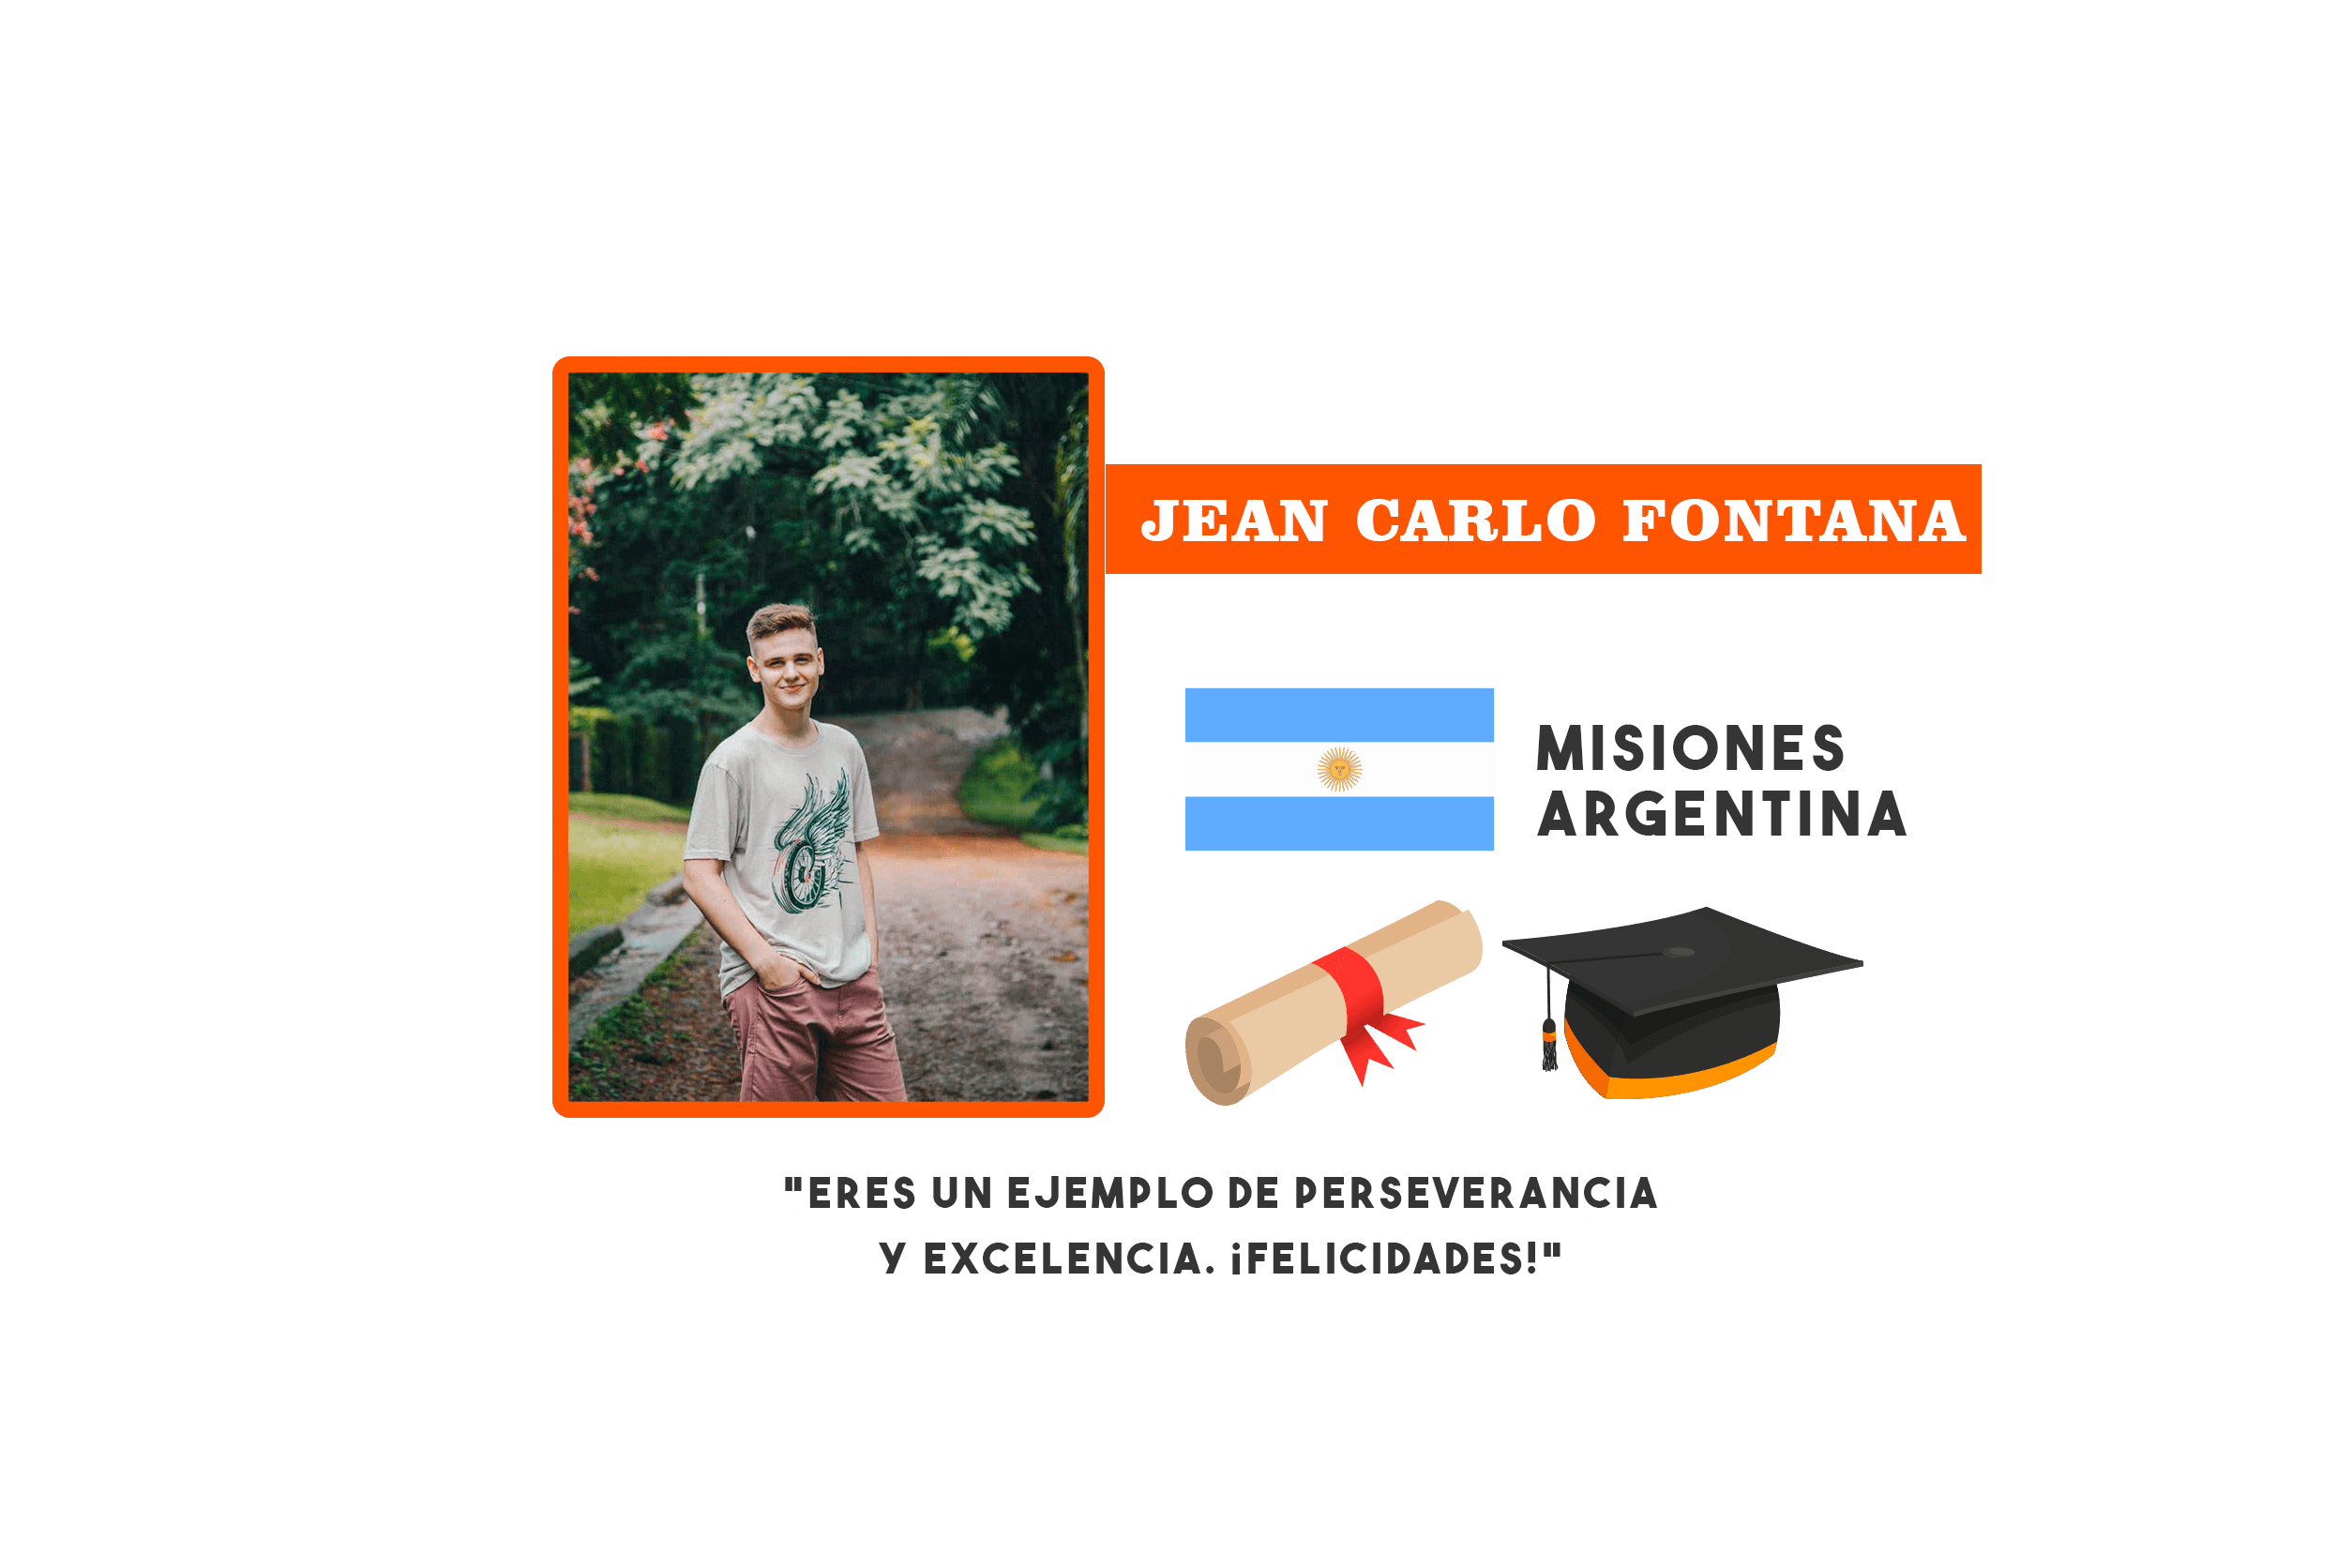 JEAN CARLO FONTANA
MISIONES
ARGENTINA
"ERES UN EJEMPLO DE PERSEVERANCIA
Y EXCELENCIA. ¡FELICIDADES!"